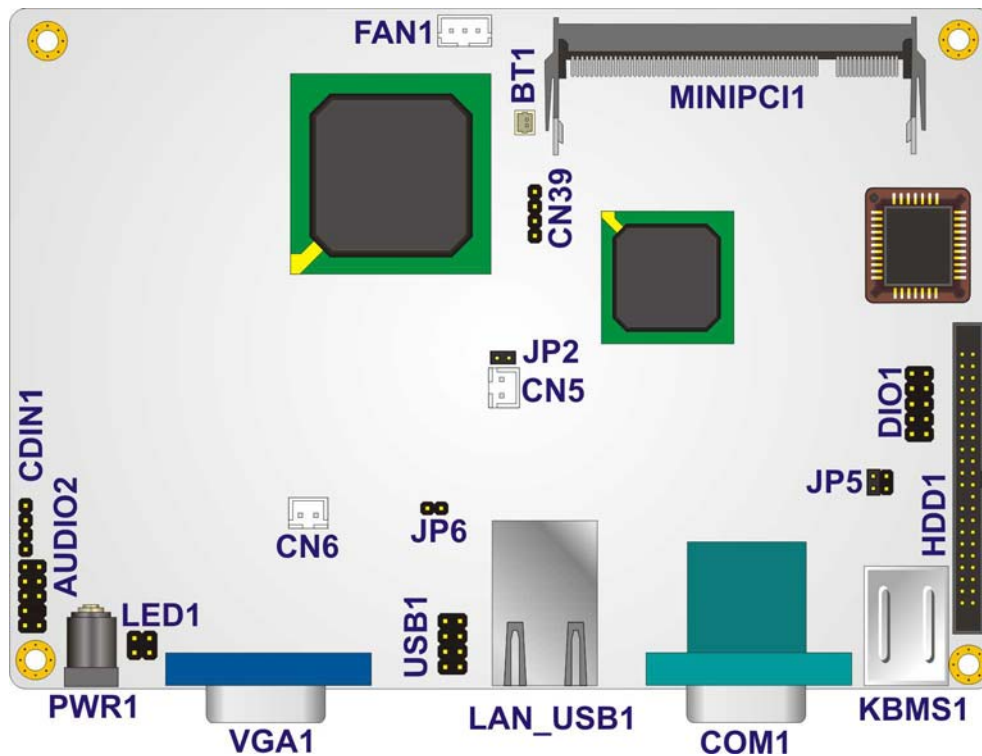 FAN1
BT1
MINIPCI1
CN39
JP2
CN5
DIO1
CDIN1
JP5
AUDIO2
CN6
JP6
HDD1
LED1
USB1
PWR1
VGA1
LAN_USB1
COM1
KBMS1